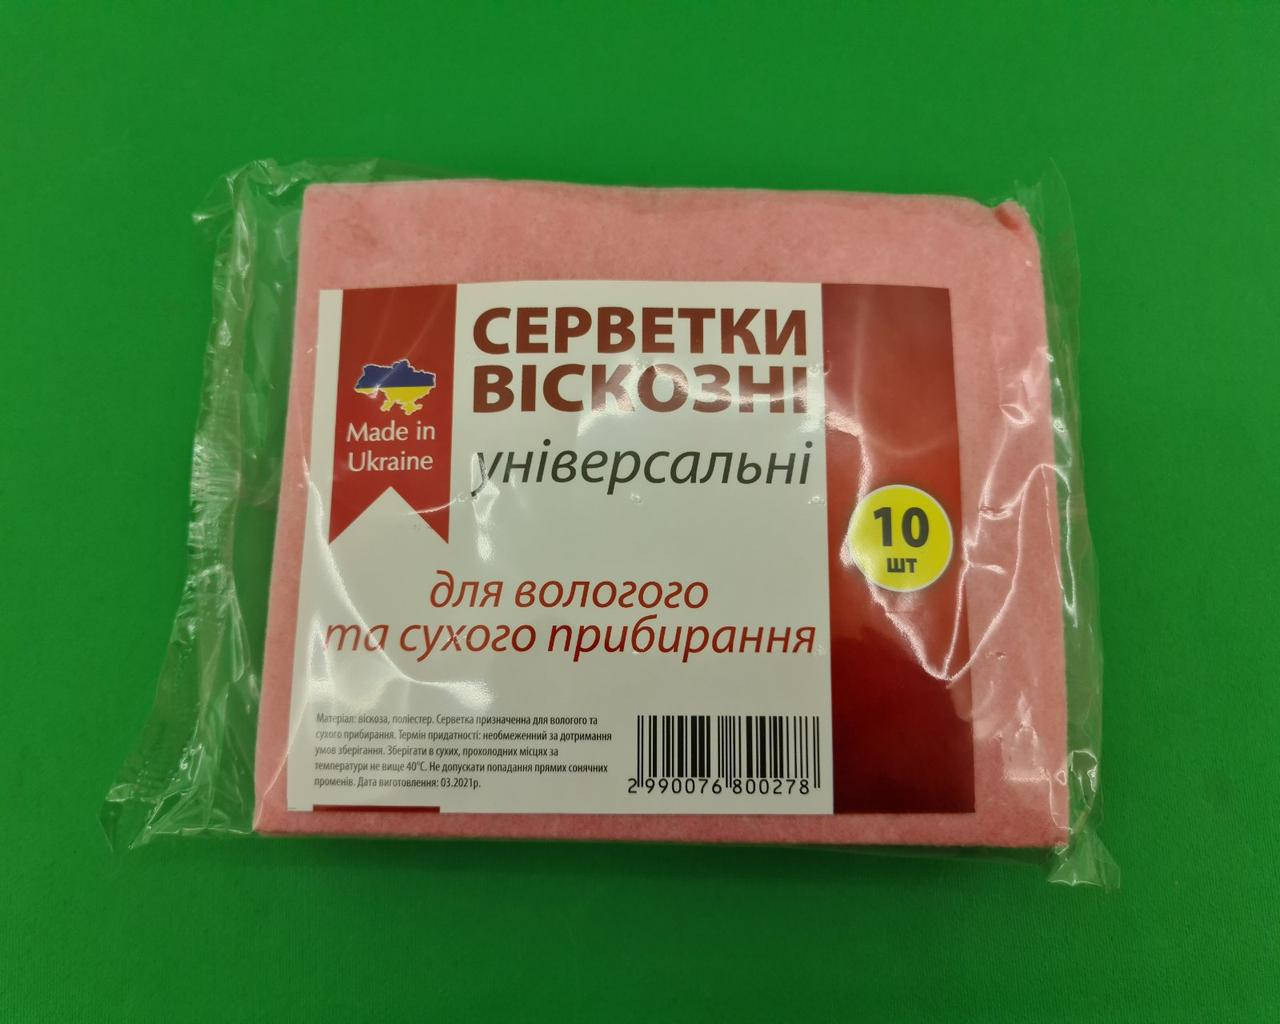 СЕРВЕТКИ
ВІСКОЗНІ
універсальні
Made in
Ukraine
10
шт
для вологого
та сухого прибирання
Матеріал: віскоза, поліестер. Серветка призначенна для вологого та
сухого прибирання. Термін придатності: необмежений за дотримання
умов зберігання. Зберігати в сухих, прохолодних місцях за
температури не вище 40°С. Не допускати попадання прямих сонячних
променів. Дата виготовлення: 03.2021р.
2 990076 800278